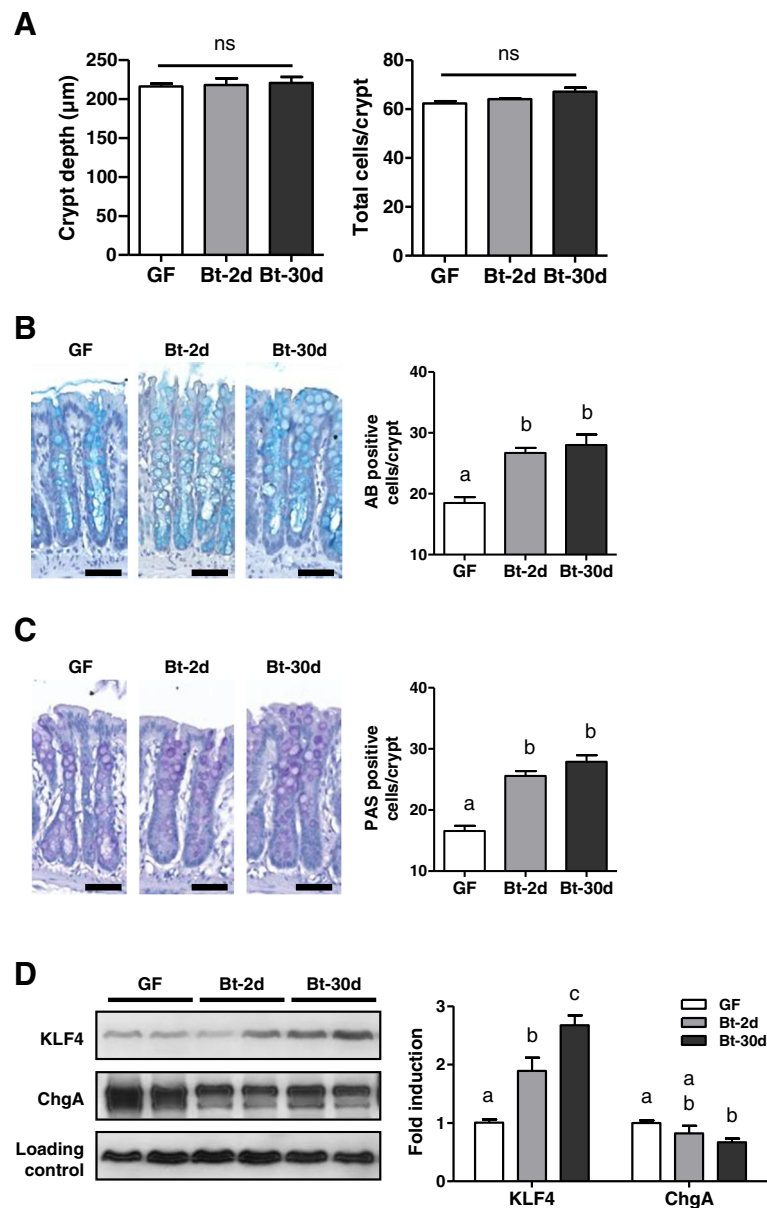 A
Crypt depth (μm)
250
200
150
100
50
0
ns
GF
Bt-2d
Bt-30d
Total cells/crypt
80
60
40
20
0
ns
GF
Bt-2d
Bt-30d
B
GF
Bt-2d
Bt-30d
AB positive
cells/crypt
40
30
20
10
a
b
b
GF
Bt-2d
Bt-30d
C
GF
Bt-2d
Bt-30d
PAS positive
cells/crypt
40
30
20
10
a
b
b
GF
Bt-2d
Bt-30d
D
GF
Bt-2d
Bt-30d
KLF4
ChgA
Loading
control
Fold induction
3
2
1
0
a
b
c
a
a
b
b
KLF4
ChgA
GF
Bt-2d
Bt-30d